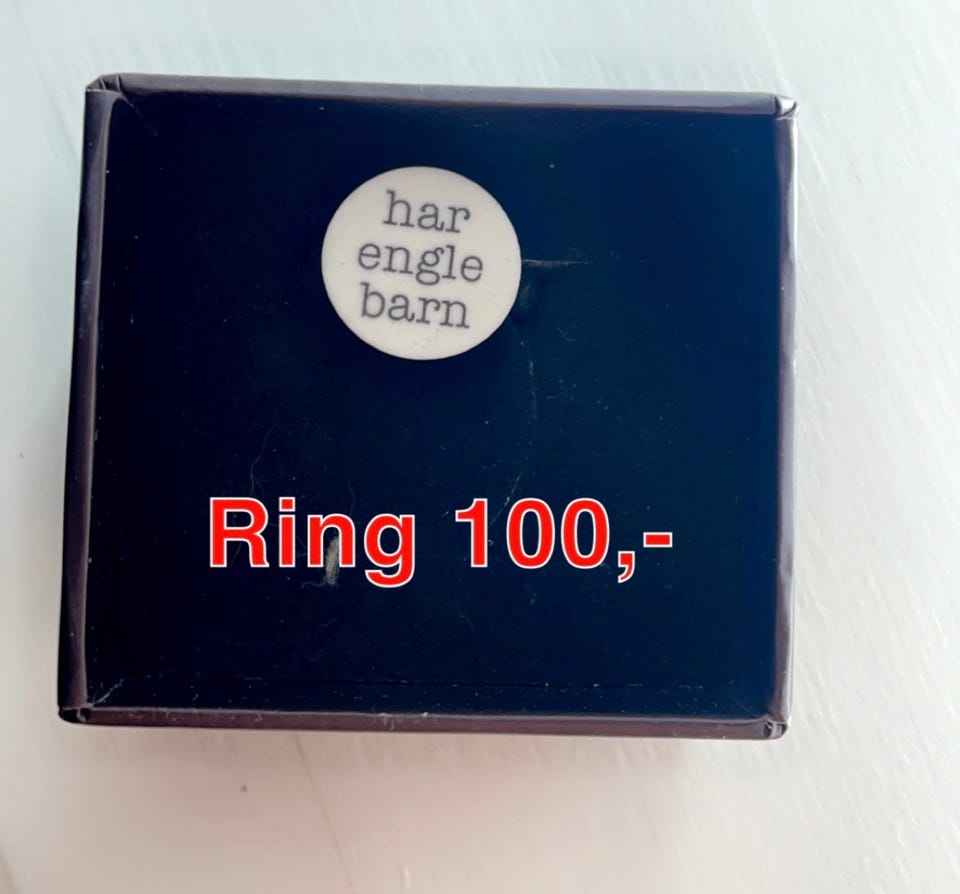 har
engle
barn
Ring 100,-